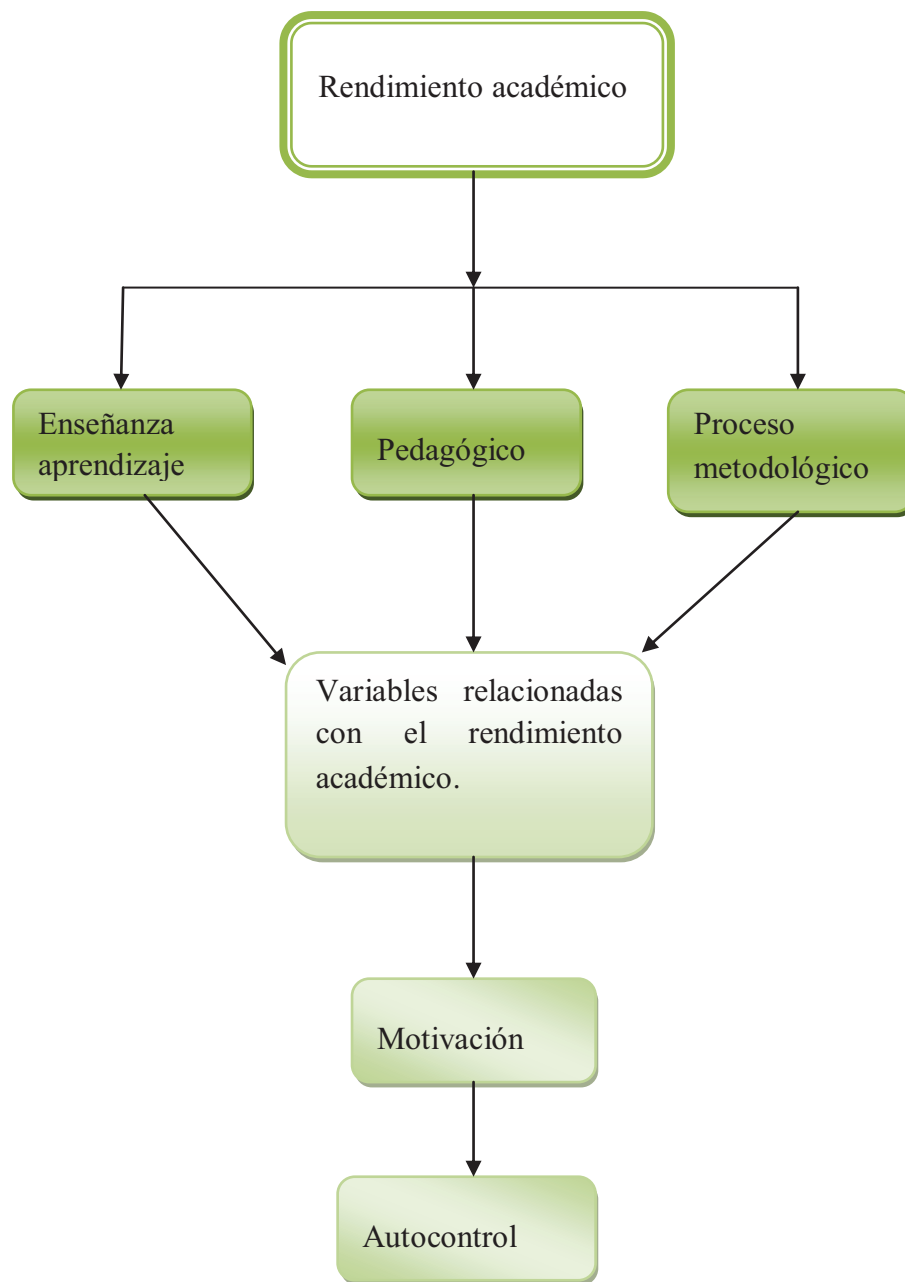 Rendimiento académico
Enseñanza
aprendizaje
Pedagógico
Proceso
metodológico
Variables relacionadas
con el rendimiento
académico.
Motivación
Autocontrol